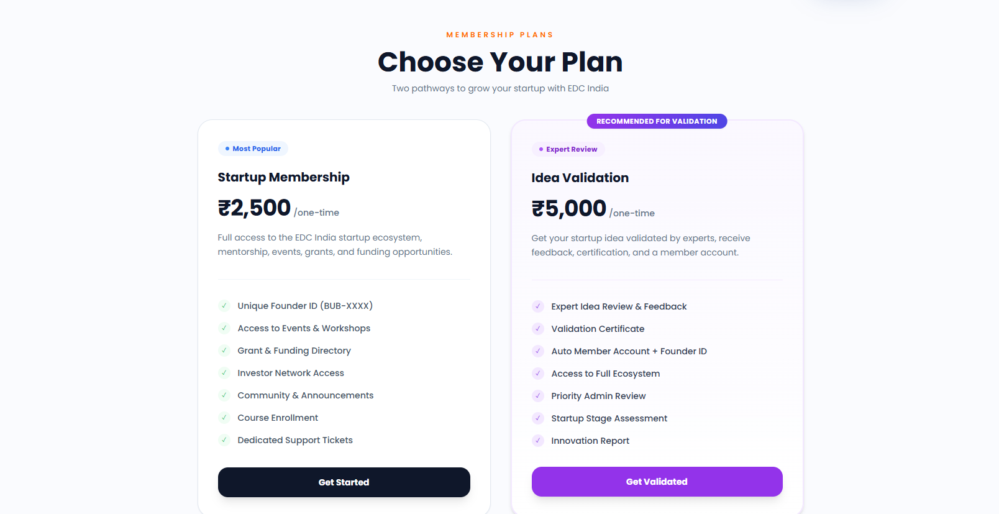 MEMBERSHIP PLANS
Choose Your Plan
Two pathways to grow your startup with EDC India
Most Popular
Startup Membership
₹2,500 /one-time
Full access to the EDC India startup ecosystem,
mentorship, events, grants, and funding opportunities.
✓ Unique Founder ID (BUB-XXXX)
✓ Access to Events & Workshops
✓ Grant & Funding Directory
✓ Investor Network Access
✓ Community & Announcements
✓ Course Enrollment
✓ Dedicated Support Tickets
Get Started
RECOMMENDED FOR VALIDATION
Expert Review
Idea Validation
₹5,000 /one-time
Get your startup idea validated by experts, receive
feedback, certification, and a member account.
✓ Expert Idea Review & Feedback
✓ Validation Certificate
✓ Auto Member Account + Founder ID
✓ Access to Full Ecosystem
✓ Priority Admin Review
✓ Startup Stage Assessment
✓ Innovation Report
Get Validated